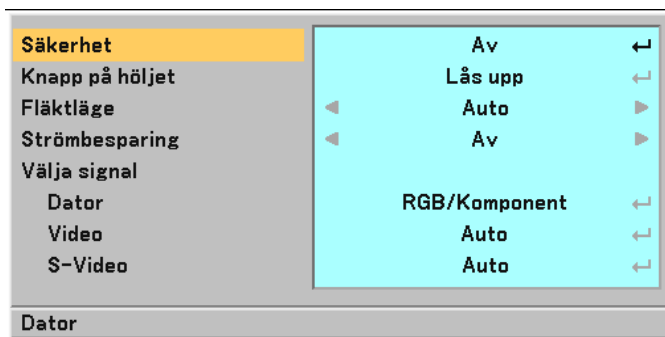 Säkerhet Av
Knapp på höljet Lås upp
Fläktläge Auto
Strömbesparing Av
Välja signal
Dator RGB/Komponent
Video Auto
S-Video Auto
Dator